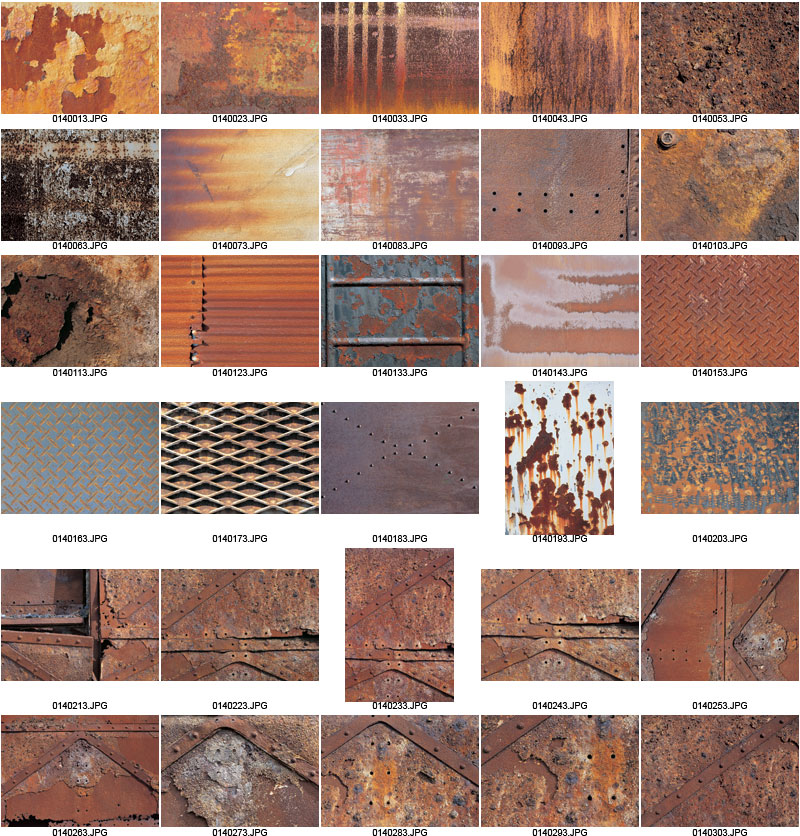 0140013.JPG 0140023.JPG 0140033.JPG 0140043.JPG 0140053.JPG
0140063.JPG 0140073.JPG 0140083.JPG 0140093.JPG 0140103.JPG
0140113.JPG 0140123.JPG 0140133.JPG 0140143.JPG 0140153.JPG
0140163.JPG 0140173.JPG 0140183.JPG 0140193.JPG 0140203.JPG
0140213.JPG 0140223.JPG 0140233.JPG 0140243.JPG 0140253.JPG
0140263.JPG 0140273.JPG 0140283.JPG 0140293.JPG 0140303.JPG